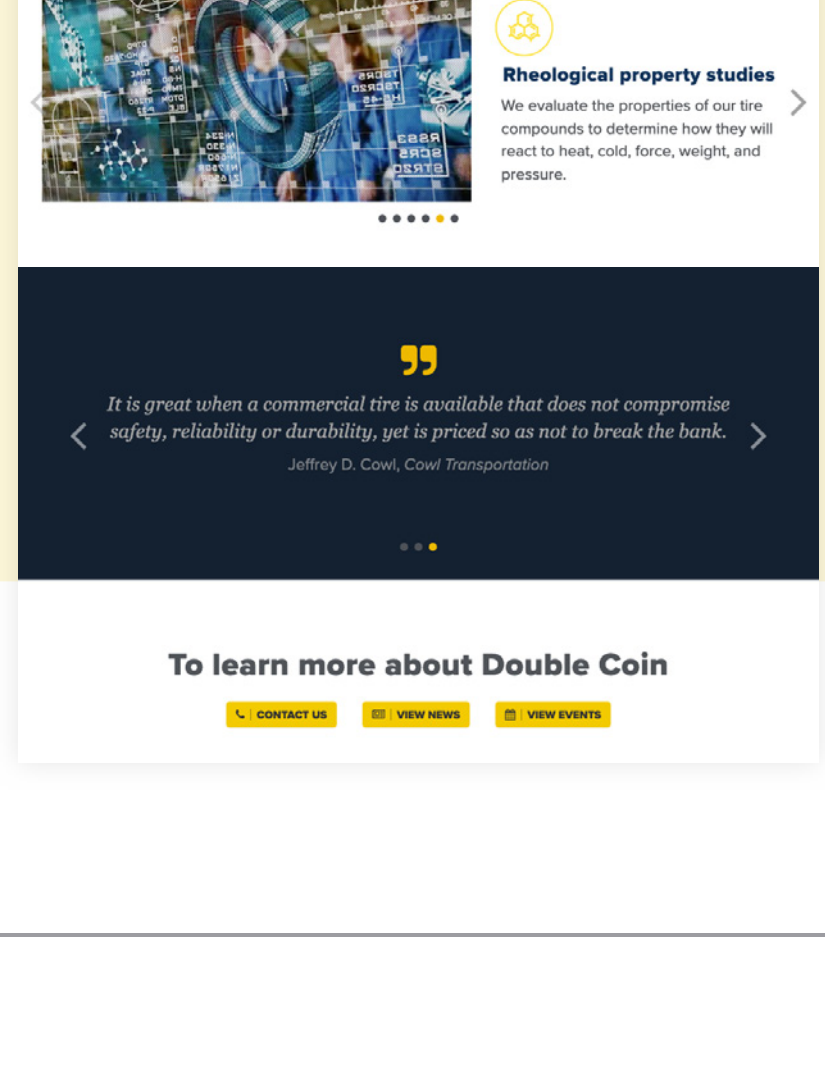 Rheological property studies
We evaluate the properties of our tire
compounds to determine how they will
react to heat, cold, force, weight, and
pressure.
It is great when a commercial tire is available that does not compromise
safety, reliability or durability, yet is priced so as not to break the bank.
Jeffrey D. Cowl, Cowl Transportation
To learn more about Double Coin
CONTACT US
VIEW NEWS
VIEW EVENTS